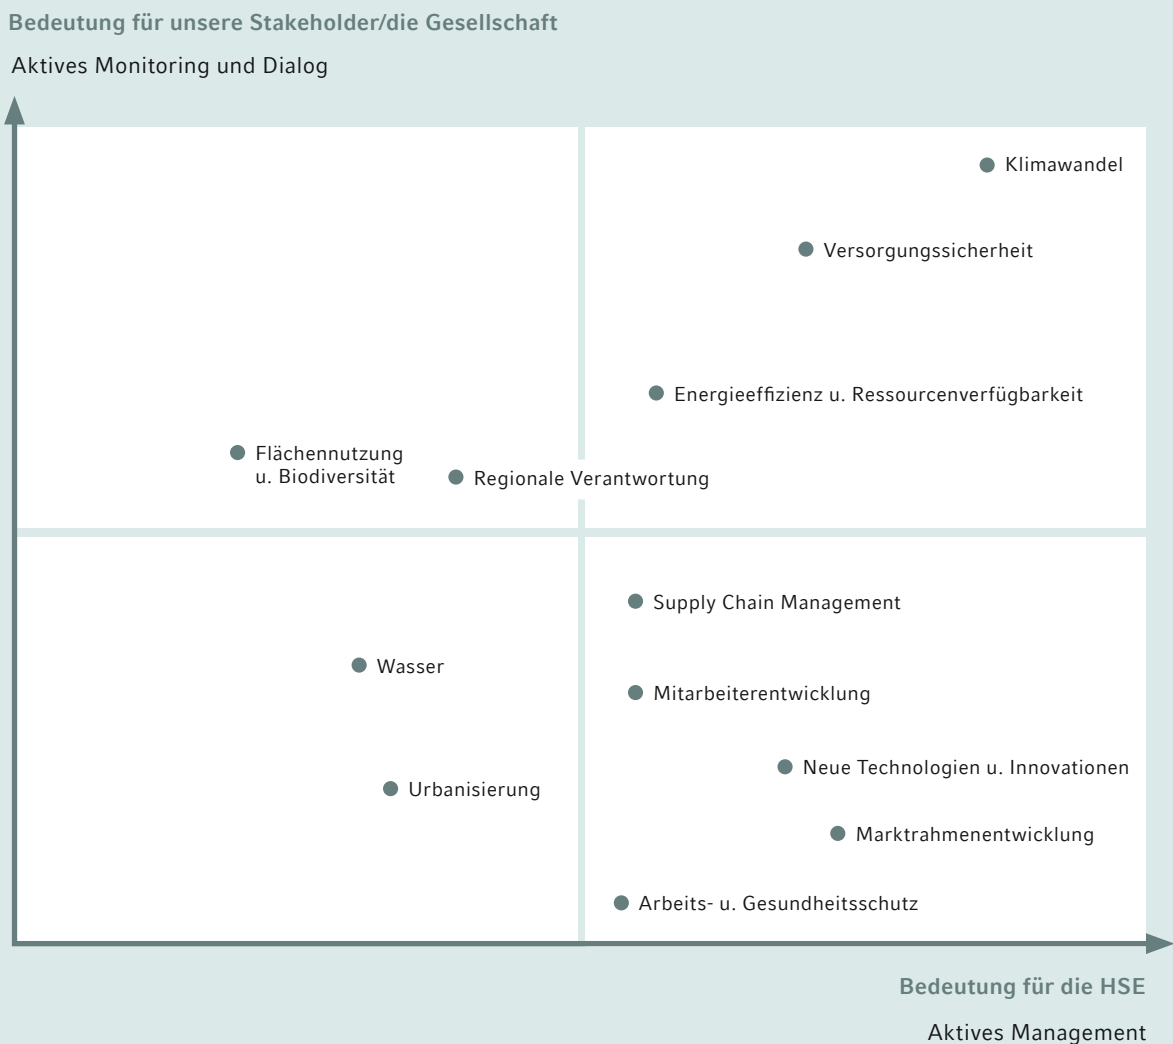 Bedeutung für unsere Stakeholder/die Gesellschaft
Aktives Monitoring und Dialog
Klimawandel
Versorgungssicherheit
Energieeffizienz u. Ressourcenverfügbarkeit
Flächennutzung
u. Biodiversität
Regionale Verantwortung
Supply Chain Management
Wasser
Mitarbeiterentwicklung
Neue Technologien u. Innovationen
Urbanisierung
Marktrahmenentwicklung
Arbeits- u. Gesundheitsschutz
Bedeutung für die HSE
Aktives Management